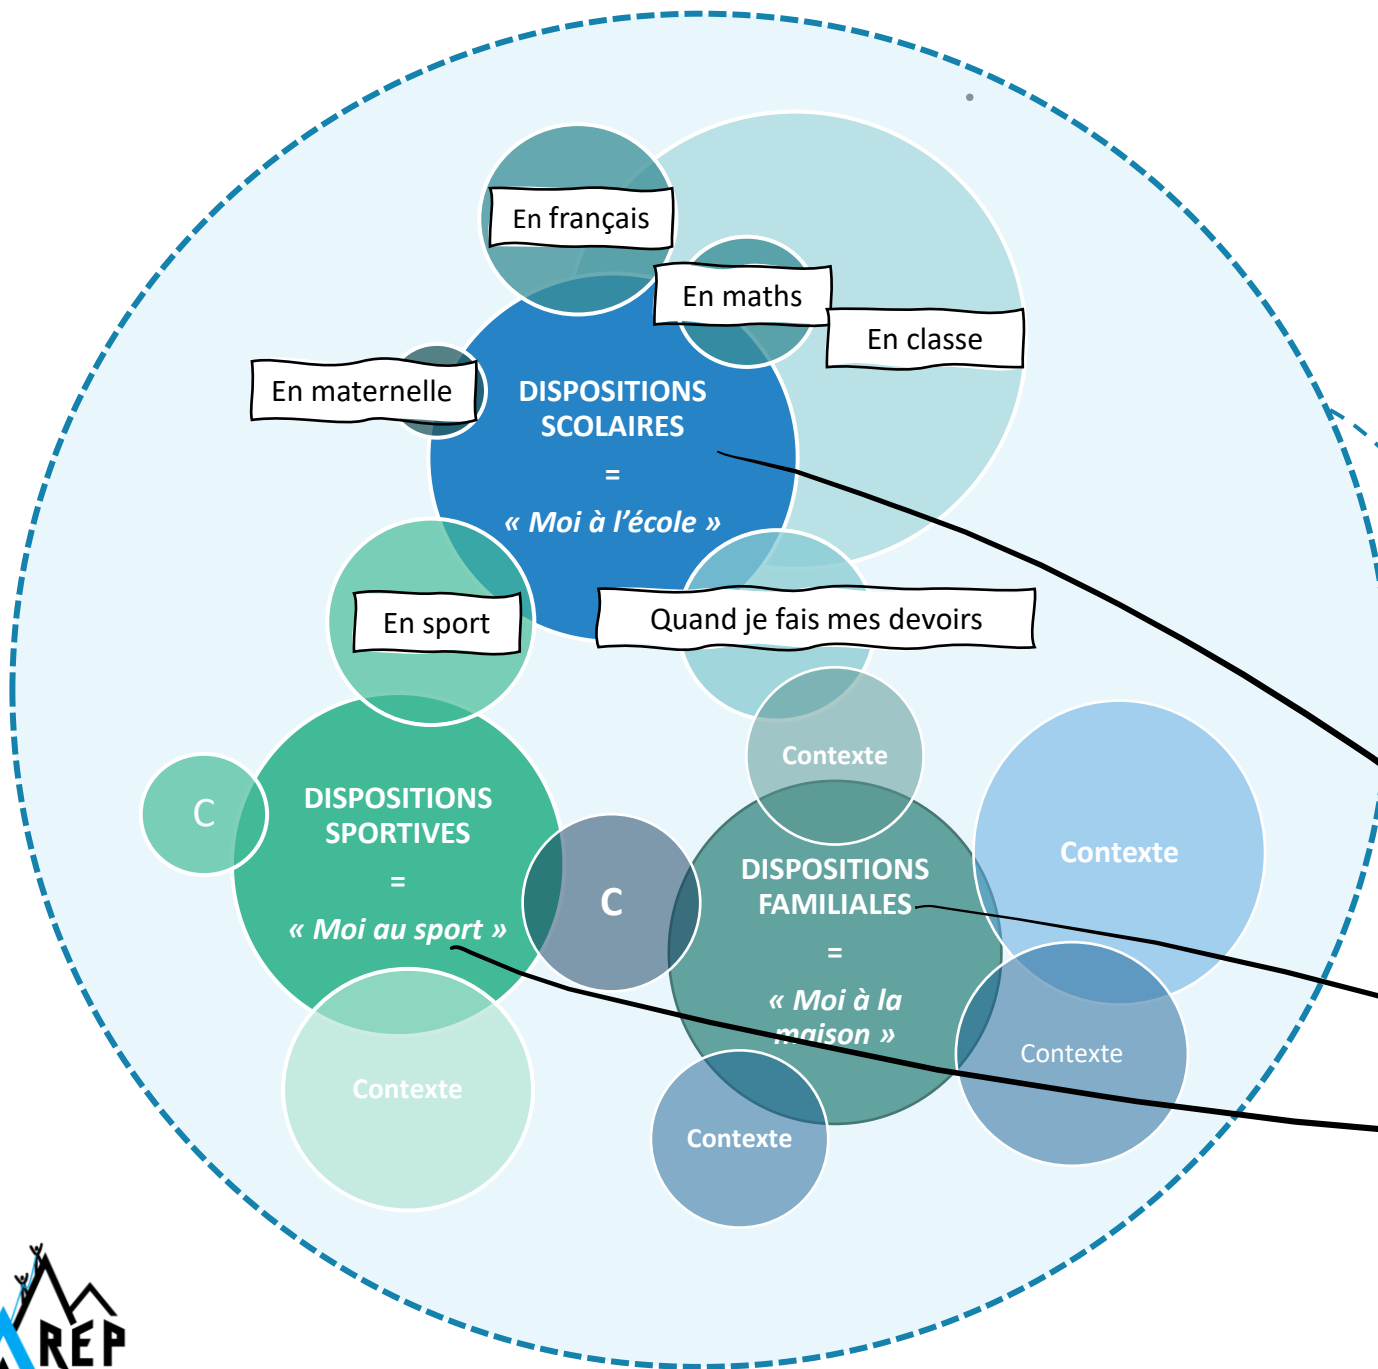 En français
En maths
En classe
En maternelle
DISPOSITIONS
SCOLAIRES
=
« Moi à l’école »
En sport
Quand je fais mes devoirs
Contexte
C
DISPOSITIONS
SPORTIVES
=
« Moi au sport »
C
DISPOSITIONS
FAMILIALES
=
« Moi à la
maison »
Contexte
Contexte
Contexte
Contexte
REP